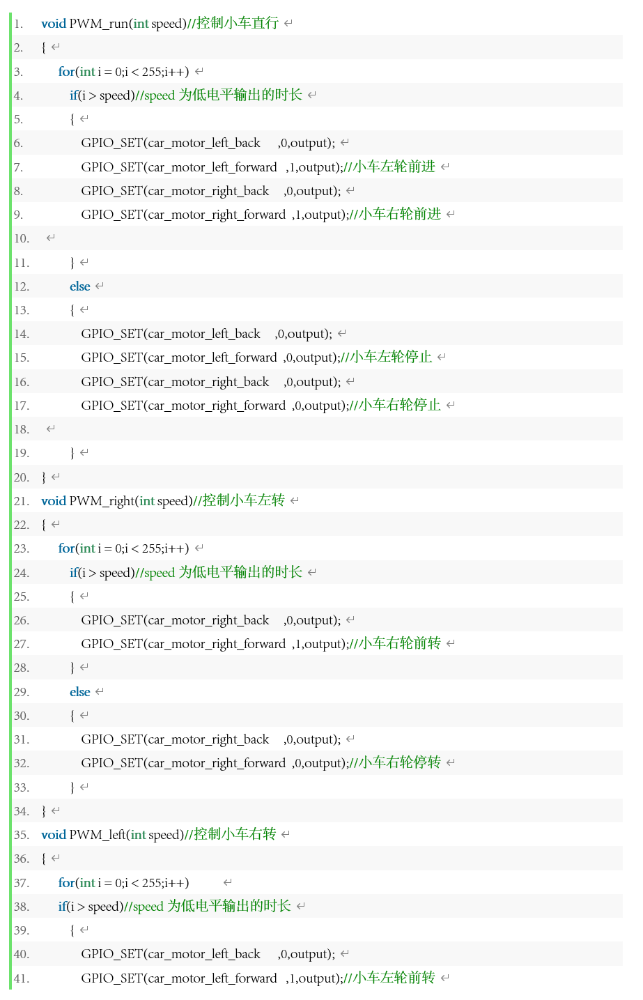 1. void PWM_run(int speed)//控制小车直行 ↵
2. { ↵
3. for(int i = 0;i < 255;i++) ↵
4. if(i > speed)//speed 为低电平输出的时长 ↵
5. { ↵
6. GPIO_SET(car_motor_left_back ,0,output); ↵
7. GPIO_SET(car_motor_left_forward ,1,output);//小车左轮前进 ↵
8. GPIO_SET(car_motor_right_back ,0,output); ↵
9. GPIO_SET(car_motor_right_forward ,1,output);//小车右轮前进 ↵
10. ↵
11. } ↵
12. else ↵
13. { ↵
14. GPIO_SET(car_motor_left_back ,0,output); ↵
15. GPIO_SET(car_motor_left_forward ,0,output);//小车左轮停止 ↵
16. GPIO_SET(car_motor_right_back ,0,output); ↵
17. GPIO_SET(car_motor_right_forward ,0,output);//小车右轮停止 ↵
18. ↵
19. } ↵
20. } ↵
21. void PWM_right(int speed)//控制小车左转 ↵
22. { ↵
23. for(int i = 0;i < 255;i++) ↵
24. if(i > speed)//speed 为低电平输出的时长 ↵
25. { ↵
26. GPIO_SET(car_motor_right_back ,0,output); ↵
27. GPIO_SET(car_motor_right_forward ,1,output);//小车右轮前转 ↵
28. } ↵
29. else ↵
30. { ↵
31. GPIO_SET(car_motor_right_back ,0,output); ↵
32. GPIO_SET(car_motor_right_forward ,0,output);//小车右轮停转 ↵
33. } ↵
34. } ↵
35. void PWM_left(int speed)//控制小车右转 ↵
36. { ↵
37. for(int i = 0;i < 255;i++) ↵
38. if(i > speed)//speed 为低电平输出的时长 ↵
39. { ↵
40. GPIO_SET(car_motor_left_back ,0,output); ↵
41. GPIO_SET(car_motor_left_forward ,1,output);//小车左轮前转 ↵